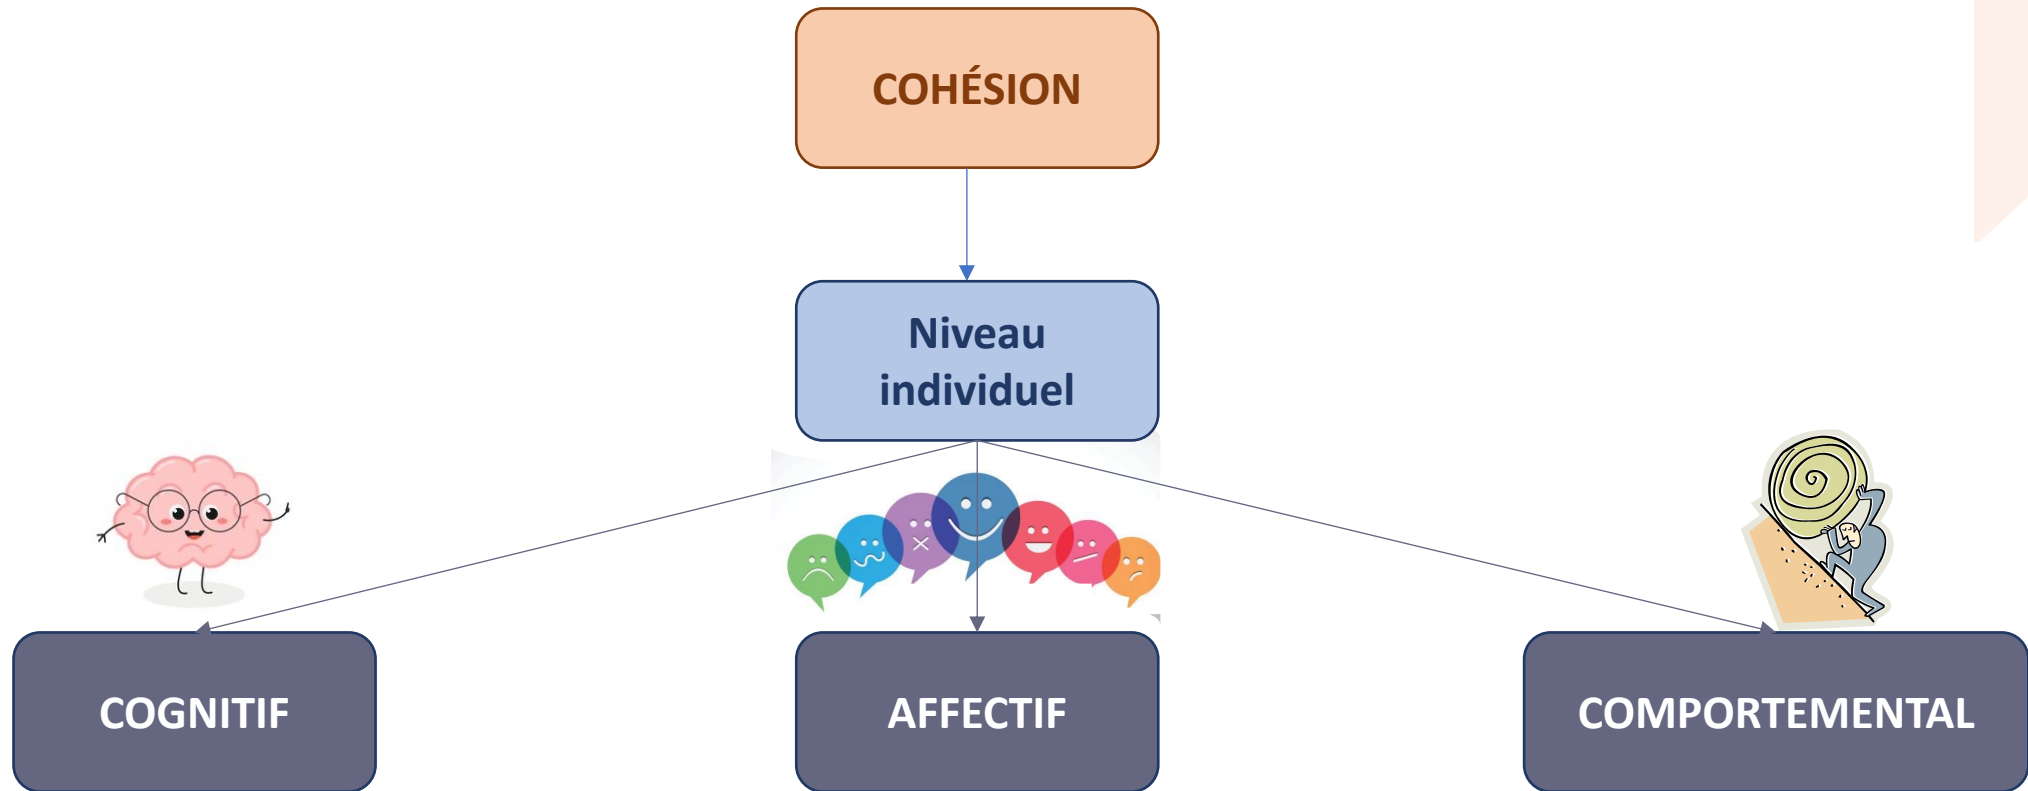 COHÉSION
Niveau
individuel
COGNITIF
AFFECTIF
COMPORTEMENTAL